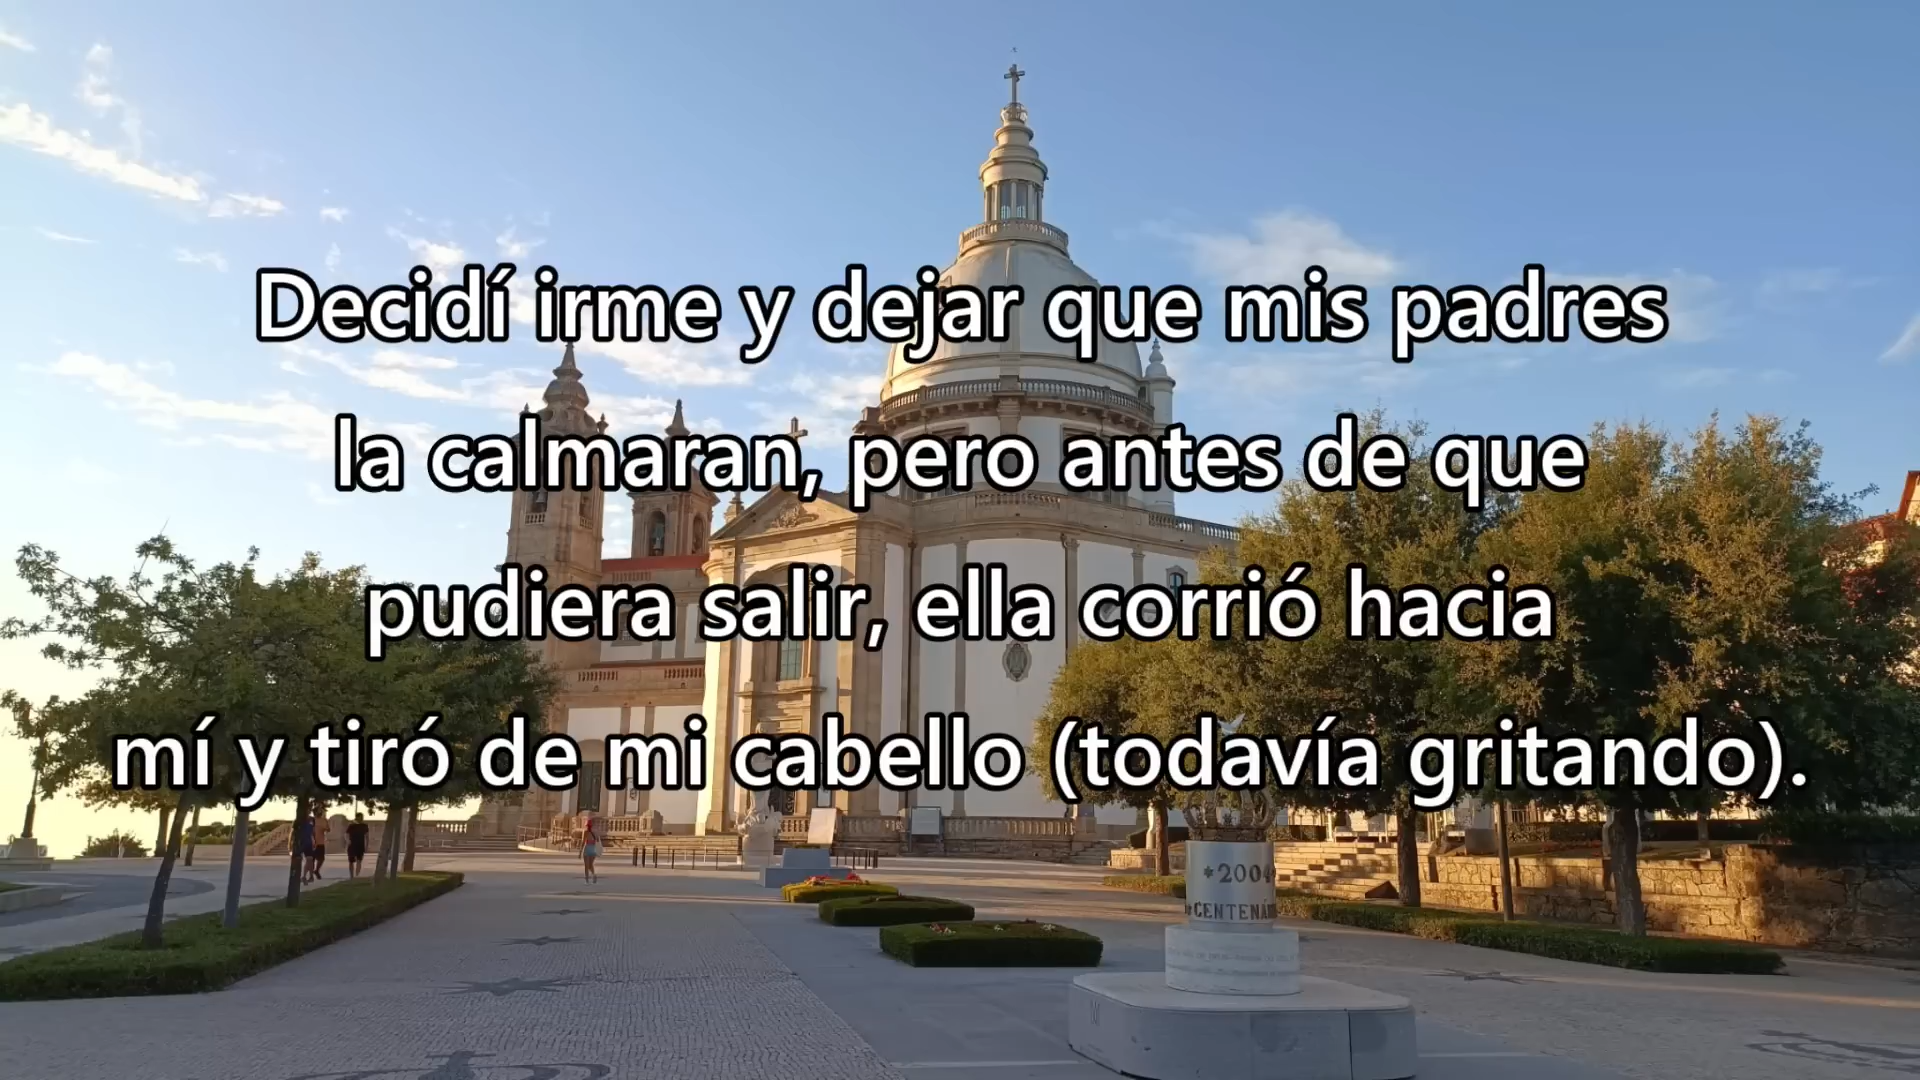 Decidí irme y dejar que mis padres
la calmaran, pero antes de que
pudiera salir, ella corrió hacia
mí y tiró de mi cabello (todavía gritando).
*2004
CENTENÁ